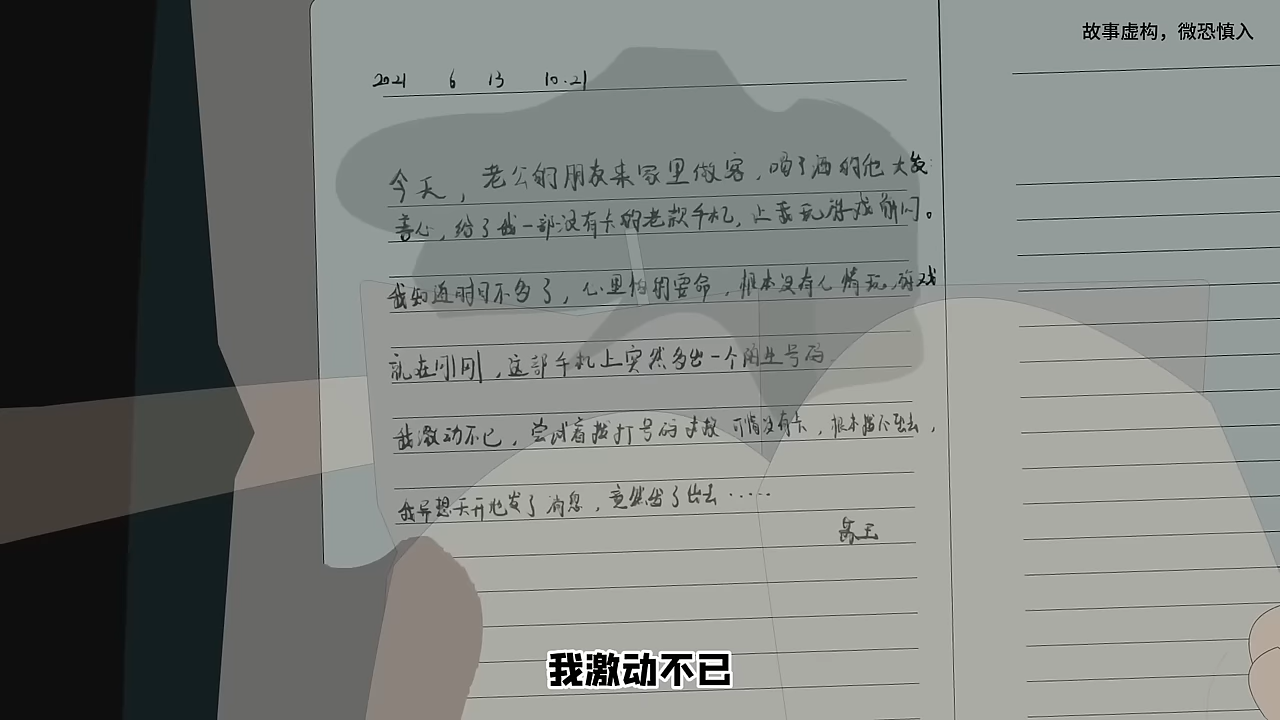 故事虚构，微恐慎入
2021 6 13 10.21
今天，老公的朋友来家里做客，喝了酒的他大发
善心，给了我一部没有卡的老款手机，让我玩游戏解闷。
我知道时日不多了，心里怕的要命，根本没有心情玩游戏
就在刚刚，这部手机上突然多出一个陌生号码
我激动不已，尝试着拨打号码求救 可惜没有卡，根本拨不出去，
我异想天开地发了消息，竟然发了出去……
我激动不已